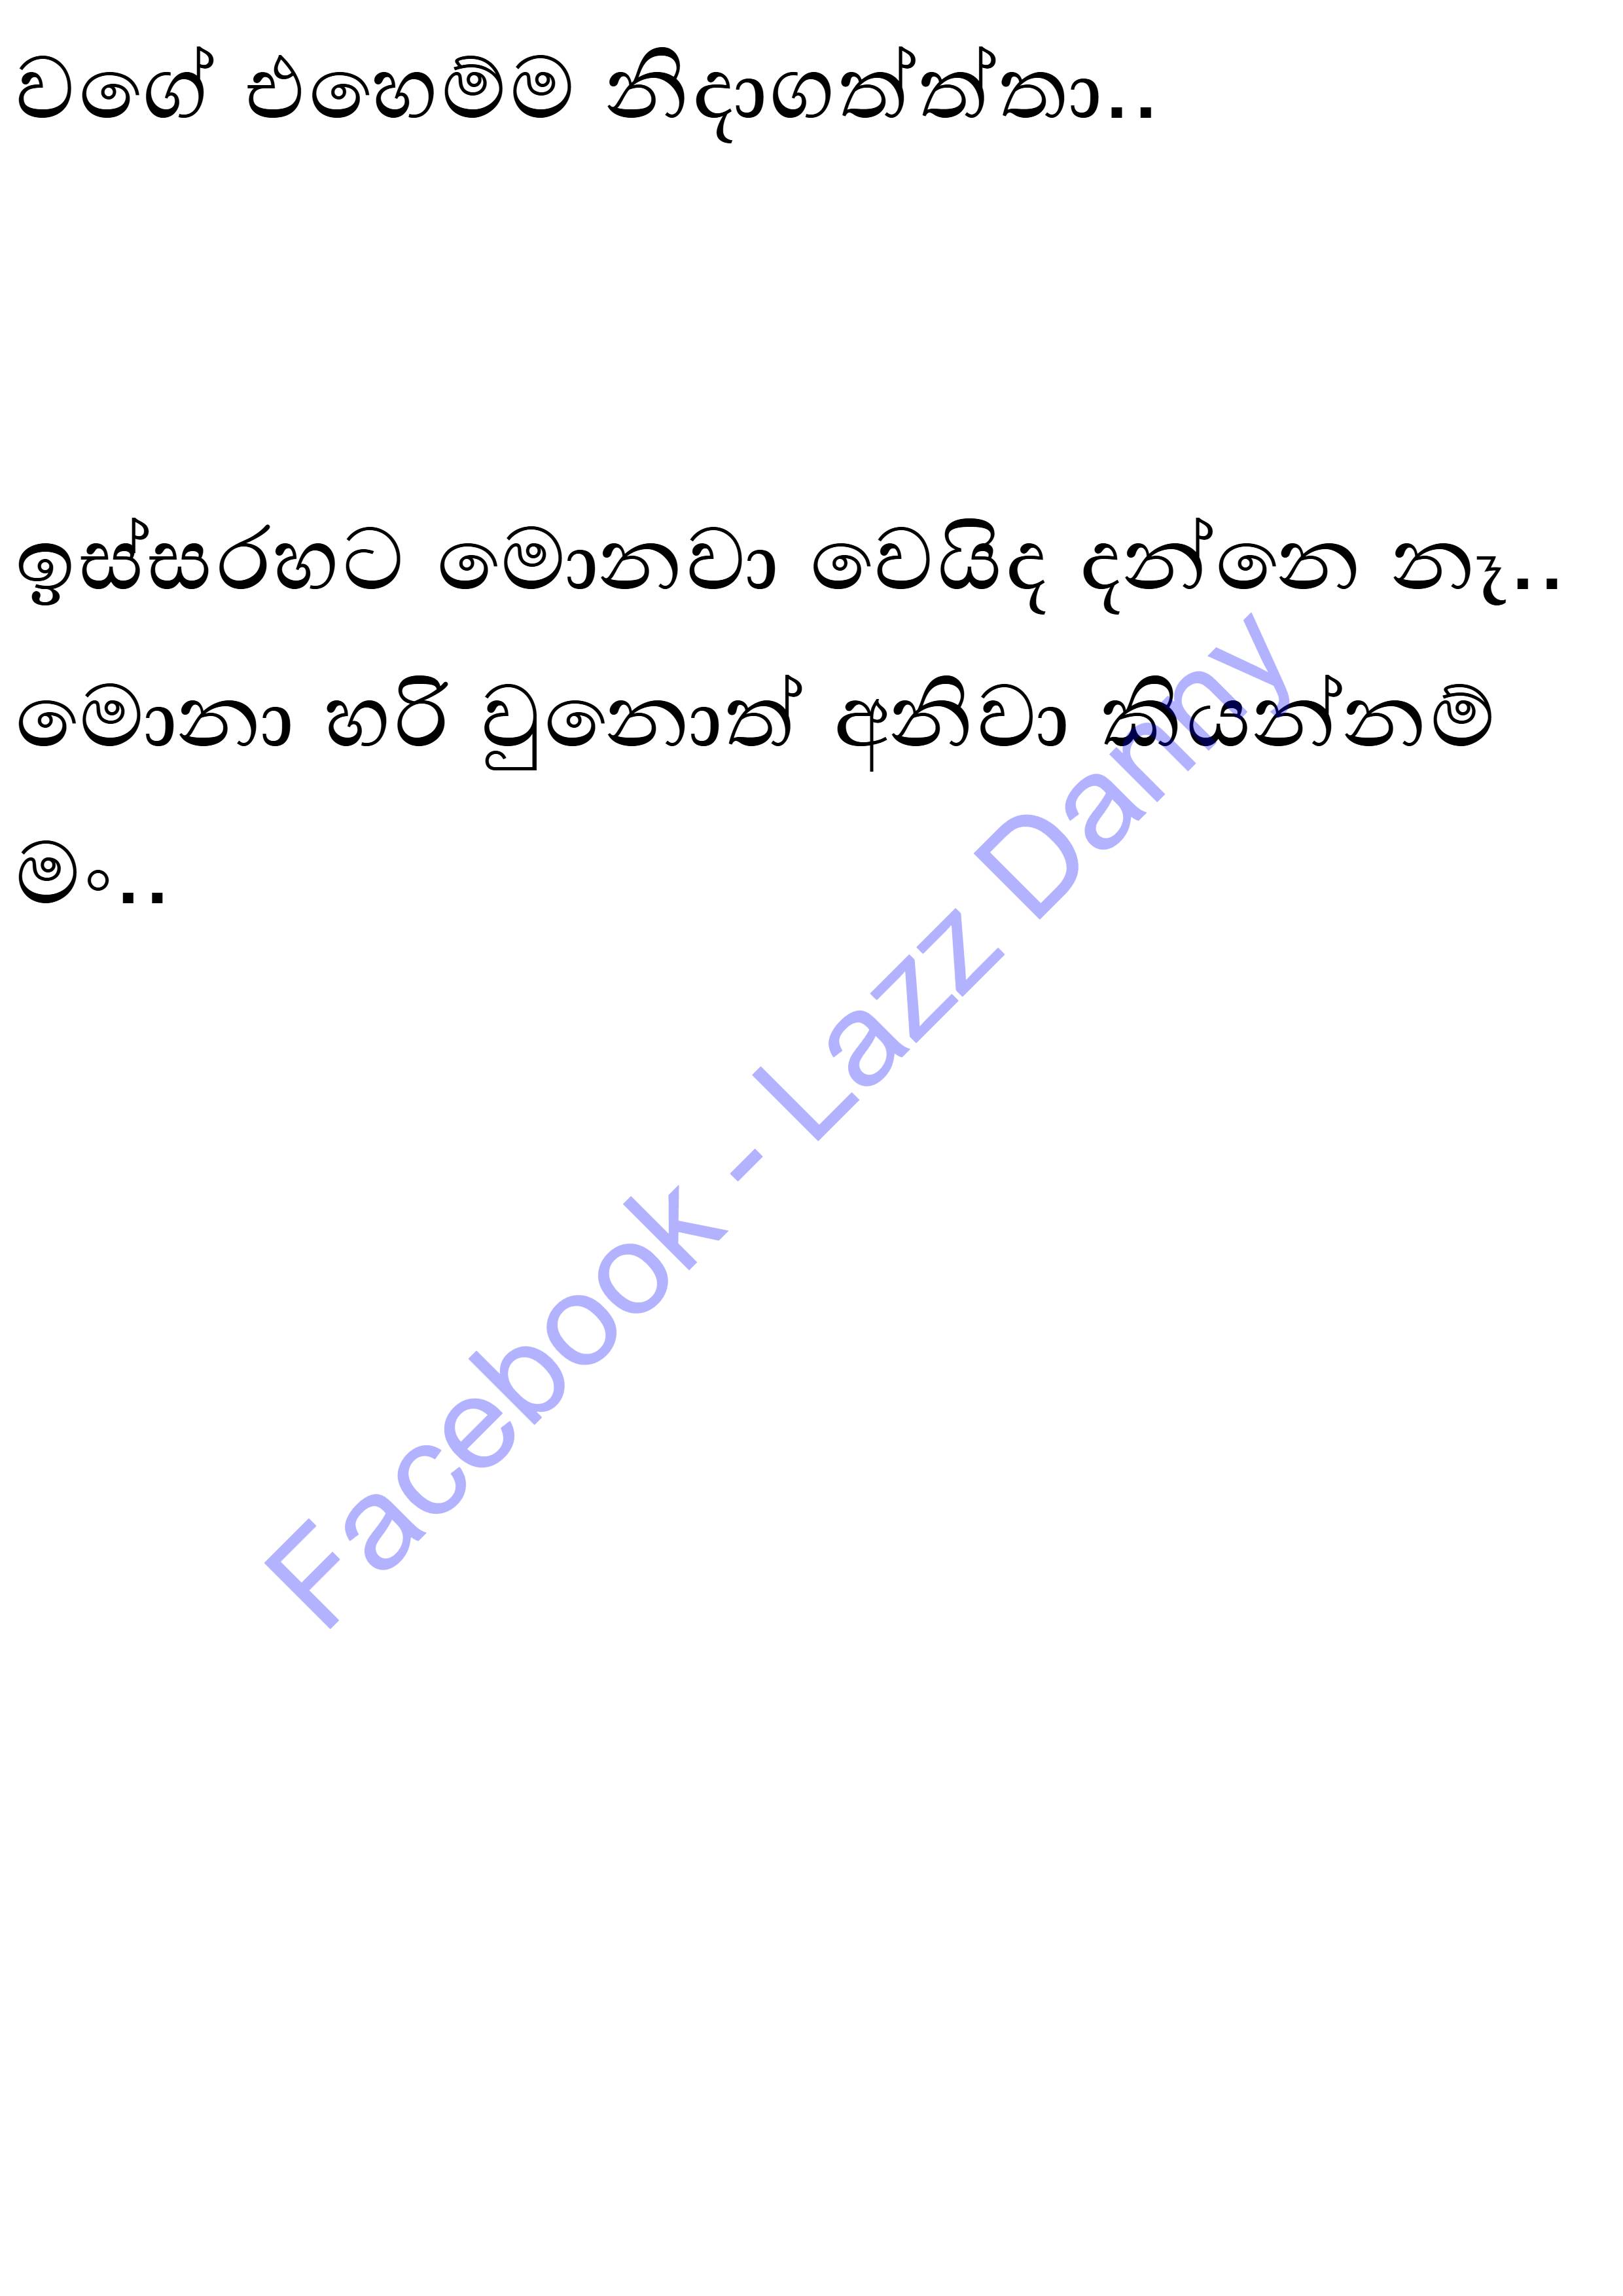 වගේ එහෙම්ම නිදාගත්ත්තා..
ඉස්සරහට මොනවා වෙයිද දන්නෙ නෑ..
මොනා හරි වුනොත් අනිවා කියන්නම්
මං..
Facebook - Lazz Danny